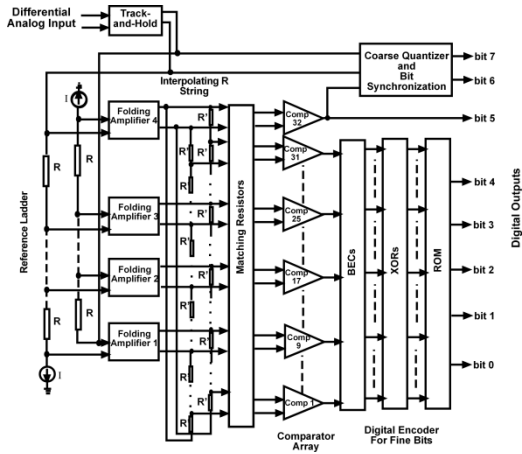 Differential
Analog Input
Track-
and-Hold
Coarse Quantizer
and
Bit
Synchronization
bit 7
bit 6
bit 5
Interpolating R
String
I
Folding
Amplifier 4
R'
R'
R'
Comp
32
Comp
31
R
R
Folding
Amplifier 3
R'
R'
Comp
25
bit 4
bit 3
Reference Ladder
Matching Resistors
BECs
XORs
ROM
Digital Outputs
Folding
Amplifier 2
R'
R'
Comp
17
bit 2
R
R
Folding
Amplifier 1
R'
R'
Comp
9
bit 1
I
Comp 1
bit 0
Comparator
Array
Digital Encoder
For Fine Bits